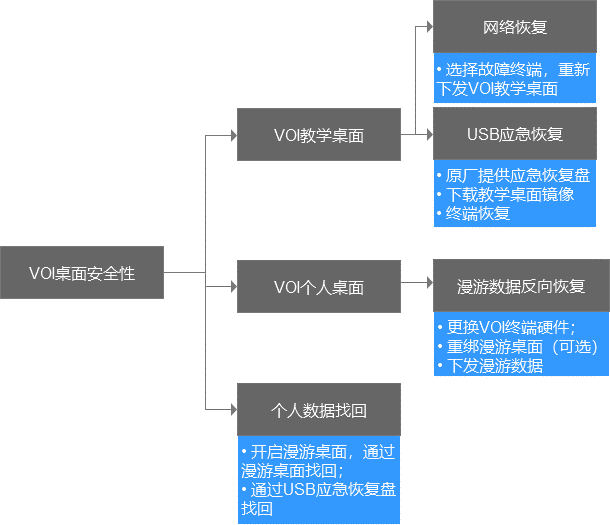 网络恢复
• 选择故障终端，重新
下发VOI教学桌面
VOI教学桌面
USB应急恢复
• 原厂提供应急恢复盘
• 下载教学桌面镜像
• 终端恢复
VOI桌面安全性
VOI个人桌面
漫游数据反向恢复
• 更换VOI终端硬件；
• 重绑漫游桌面（可选）
• 下发漫游数据
个人数据找回
• 开启漫游桌面，通过
漫游桌面找回；
• 通过USB应急恢复盘
找回